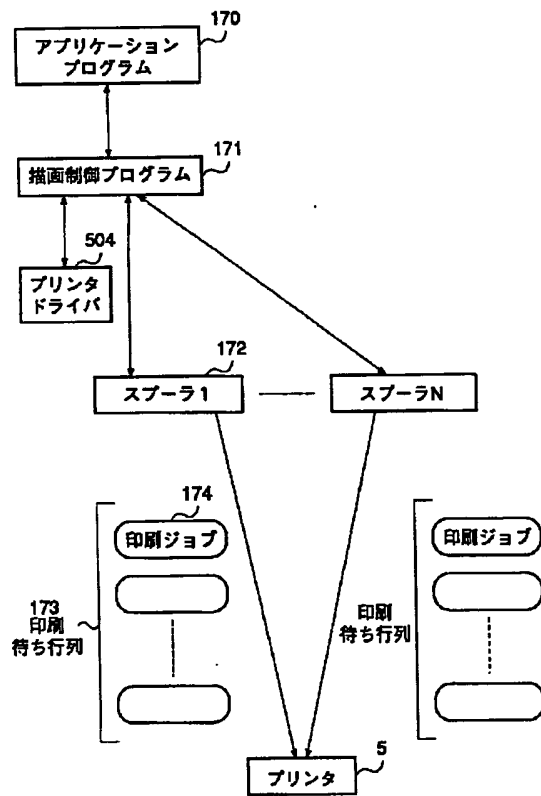 170
アプリケーション
プログラム
171
描画制御プログラム
504
プリンタ
ドライバ
172
スプーラ1
スプーラN
174
印刷ジョブ
印刷ジョブ
173
印刷
待ち行列
印刷
待ち行列
5
プリンタ